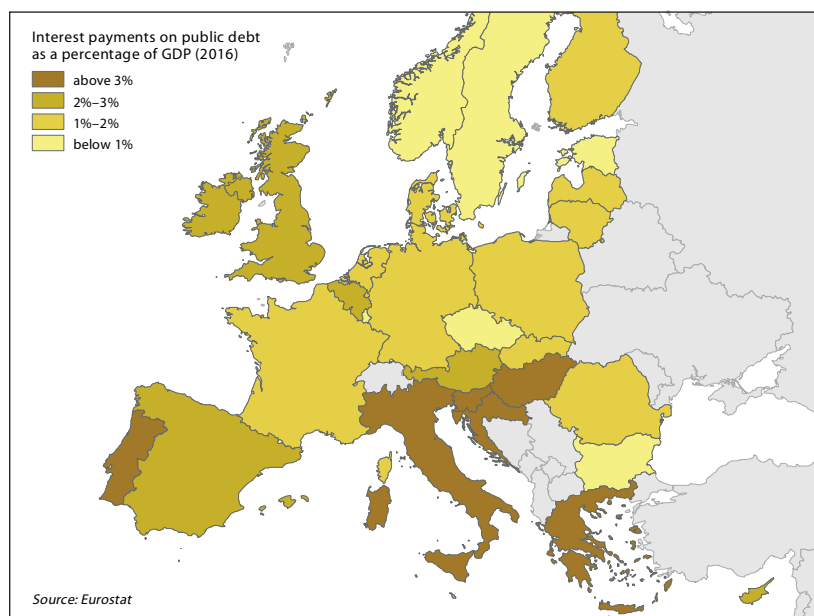 Interest payments on public debt
as a percentage of GDP (2016)
above 3%
2%–3%
1%–2%
below 1%
Source: Eurostat